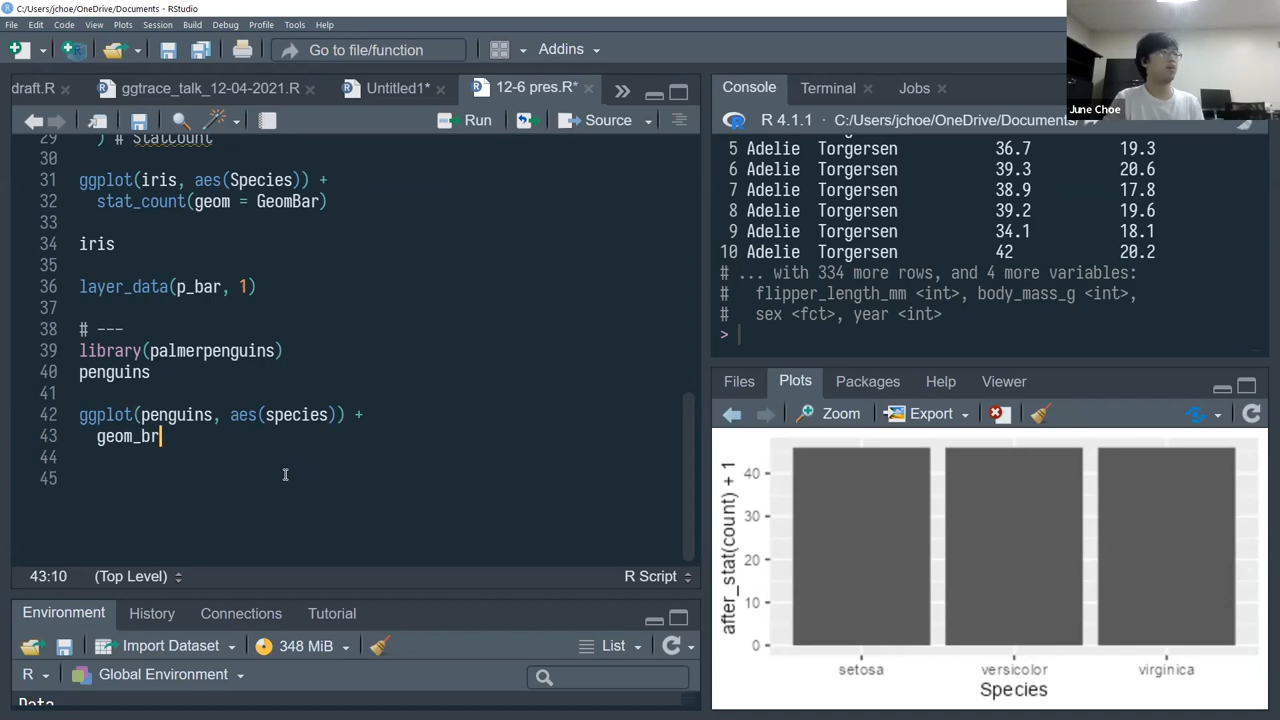 C:/Users/jchoe/OneDrive/Documents - RStudio
File Edit Code View Plots Session Build Debug Profile Tools Help
Go to file/function
Addins
draft.R
ggtrace_talk_12-04-2021.R
Untitled1*
12-6 pres.R*
Run
Source
29 ) # StatCount
30
31 ggplot(iris, aes(Species)) +
32 stat_count(geom = GeomBar)
33
34 iris
35
36 layer_data(p_bar, 1)
37
38 # ---
39 library(palmerpenguins)
40 penguins
41
42 ggplot(penguins, aes(species)) +
43 geom_br
44
45
43:10 (Top Level) R Script
Environment History Connections Tutorial
Import Dataset 348 MiB List
R Global Environment
Data
Console Terminal Jobs
June Choe
R 4.1.1 · C:/Users/jchoe/OneDrive/Documents/
5 Adelie Torgersen 36.7 19.3
6 Adelie Torgersen 39.3 20.6
7 Adelie Torgersen 38.9 17.8
8 Adelie Torgersen 39.2 19.6
9 Adelie Torgersen 34.1 18.1
10 Adelie Torgersen 42 20.2
# ... with 334 more rows, and 4 more variables:
# flipper_length_mm <int>, body_mass_g <int>,
# sex <fct>, year <int>
>
Files Plots Packages Help Viewer
Zoom Export
after_stat(count) + 1
40
30
20
10
0
setosa versicolor virginica
Species